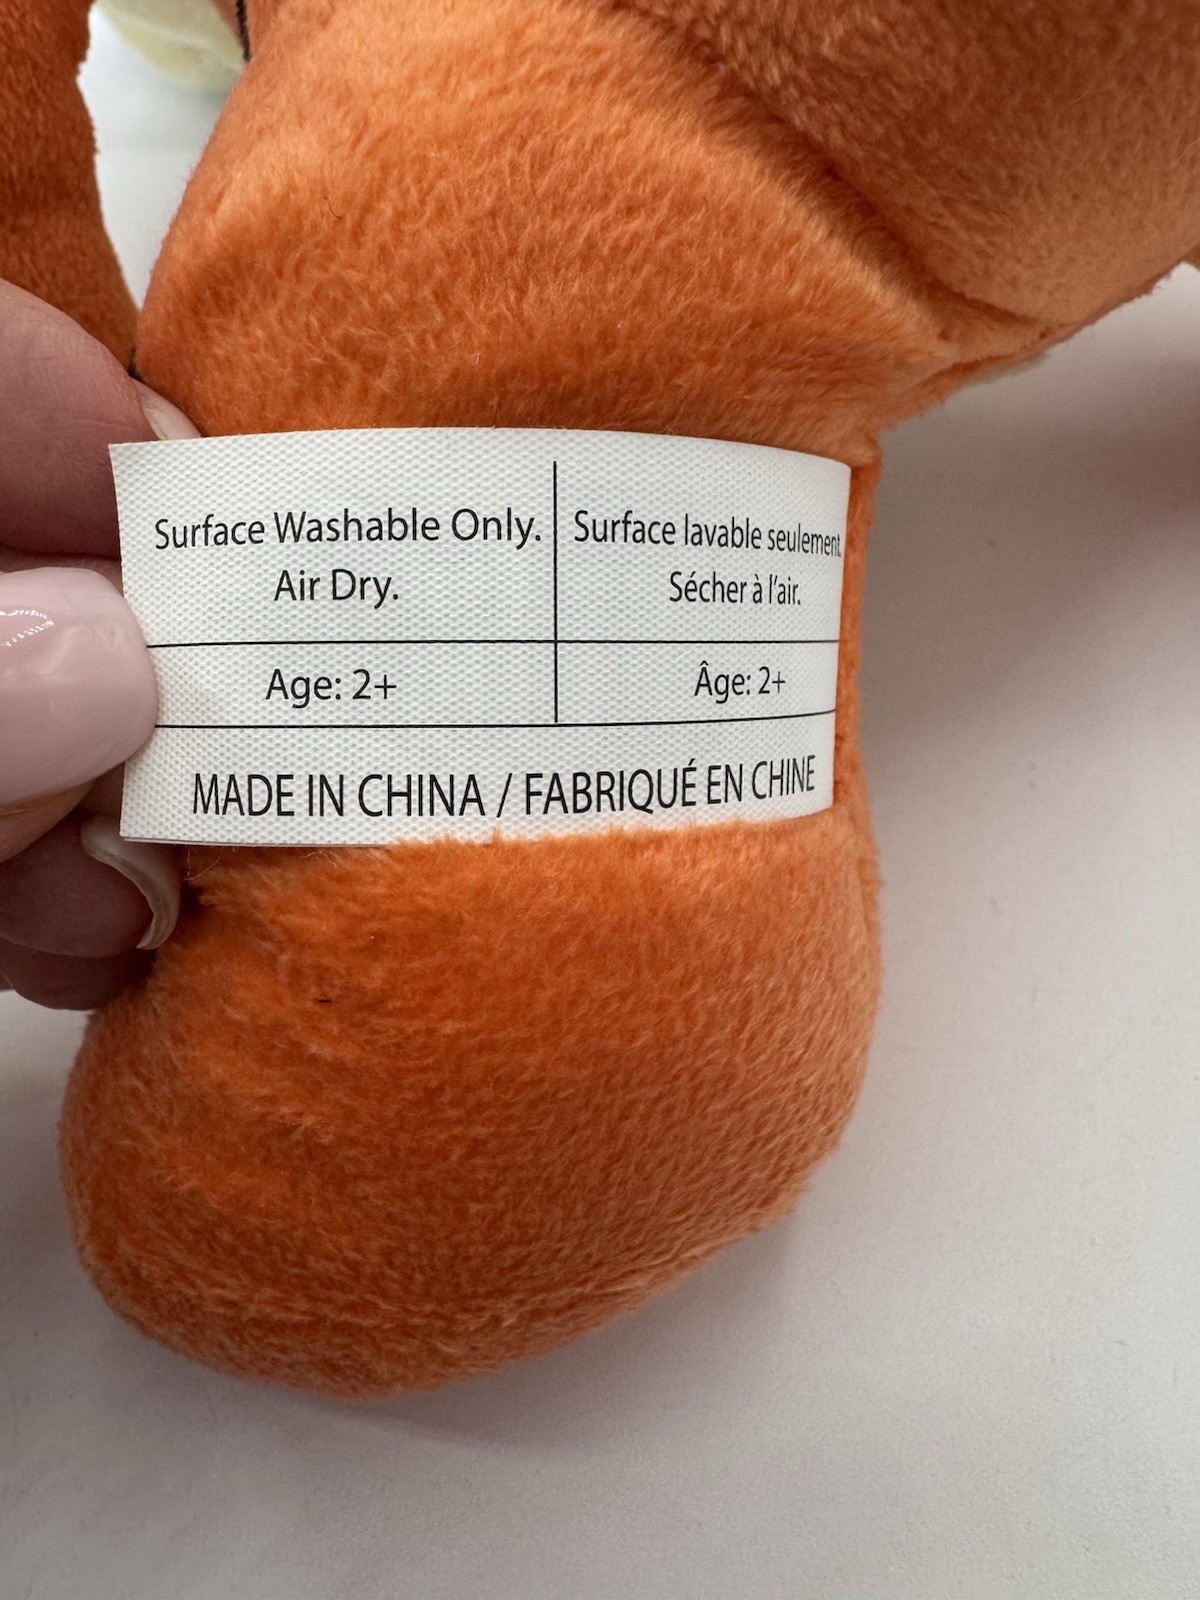 Surface Washable Only.
Air Dry.
Surface lavable seulement.
Sécher à l'air.
Age: 2+
Âge: 2+
MADE IN CHINA / FABRIQUÉ EN CHINE